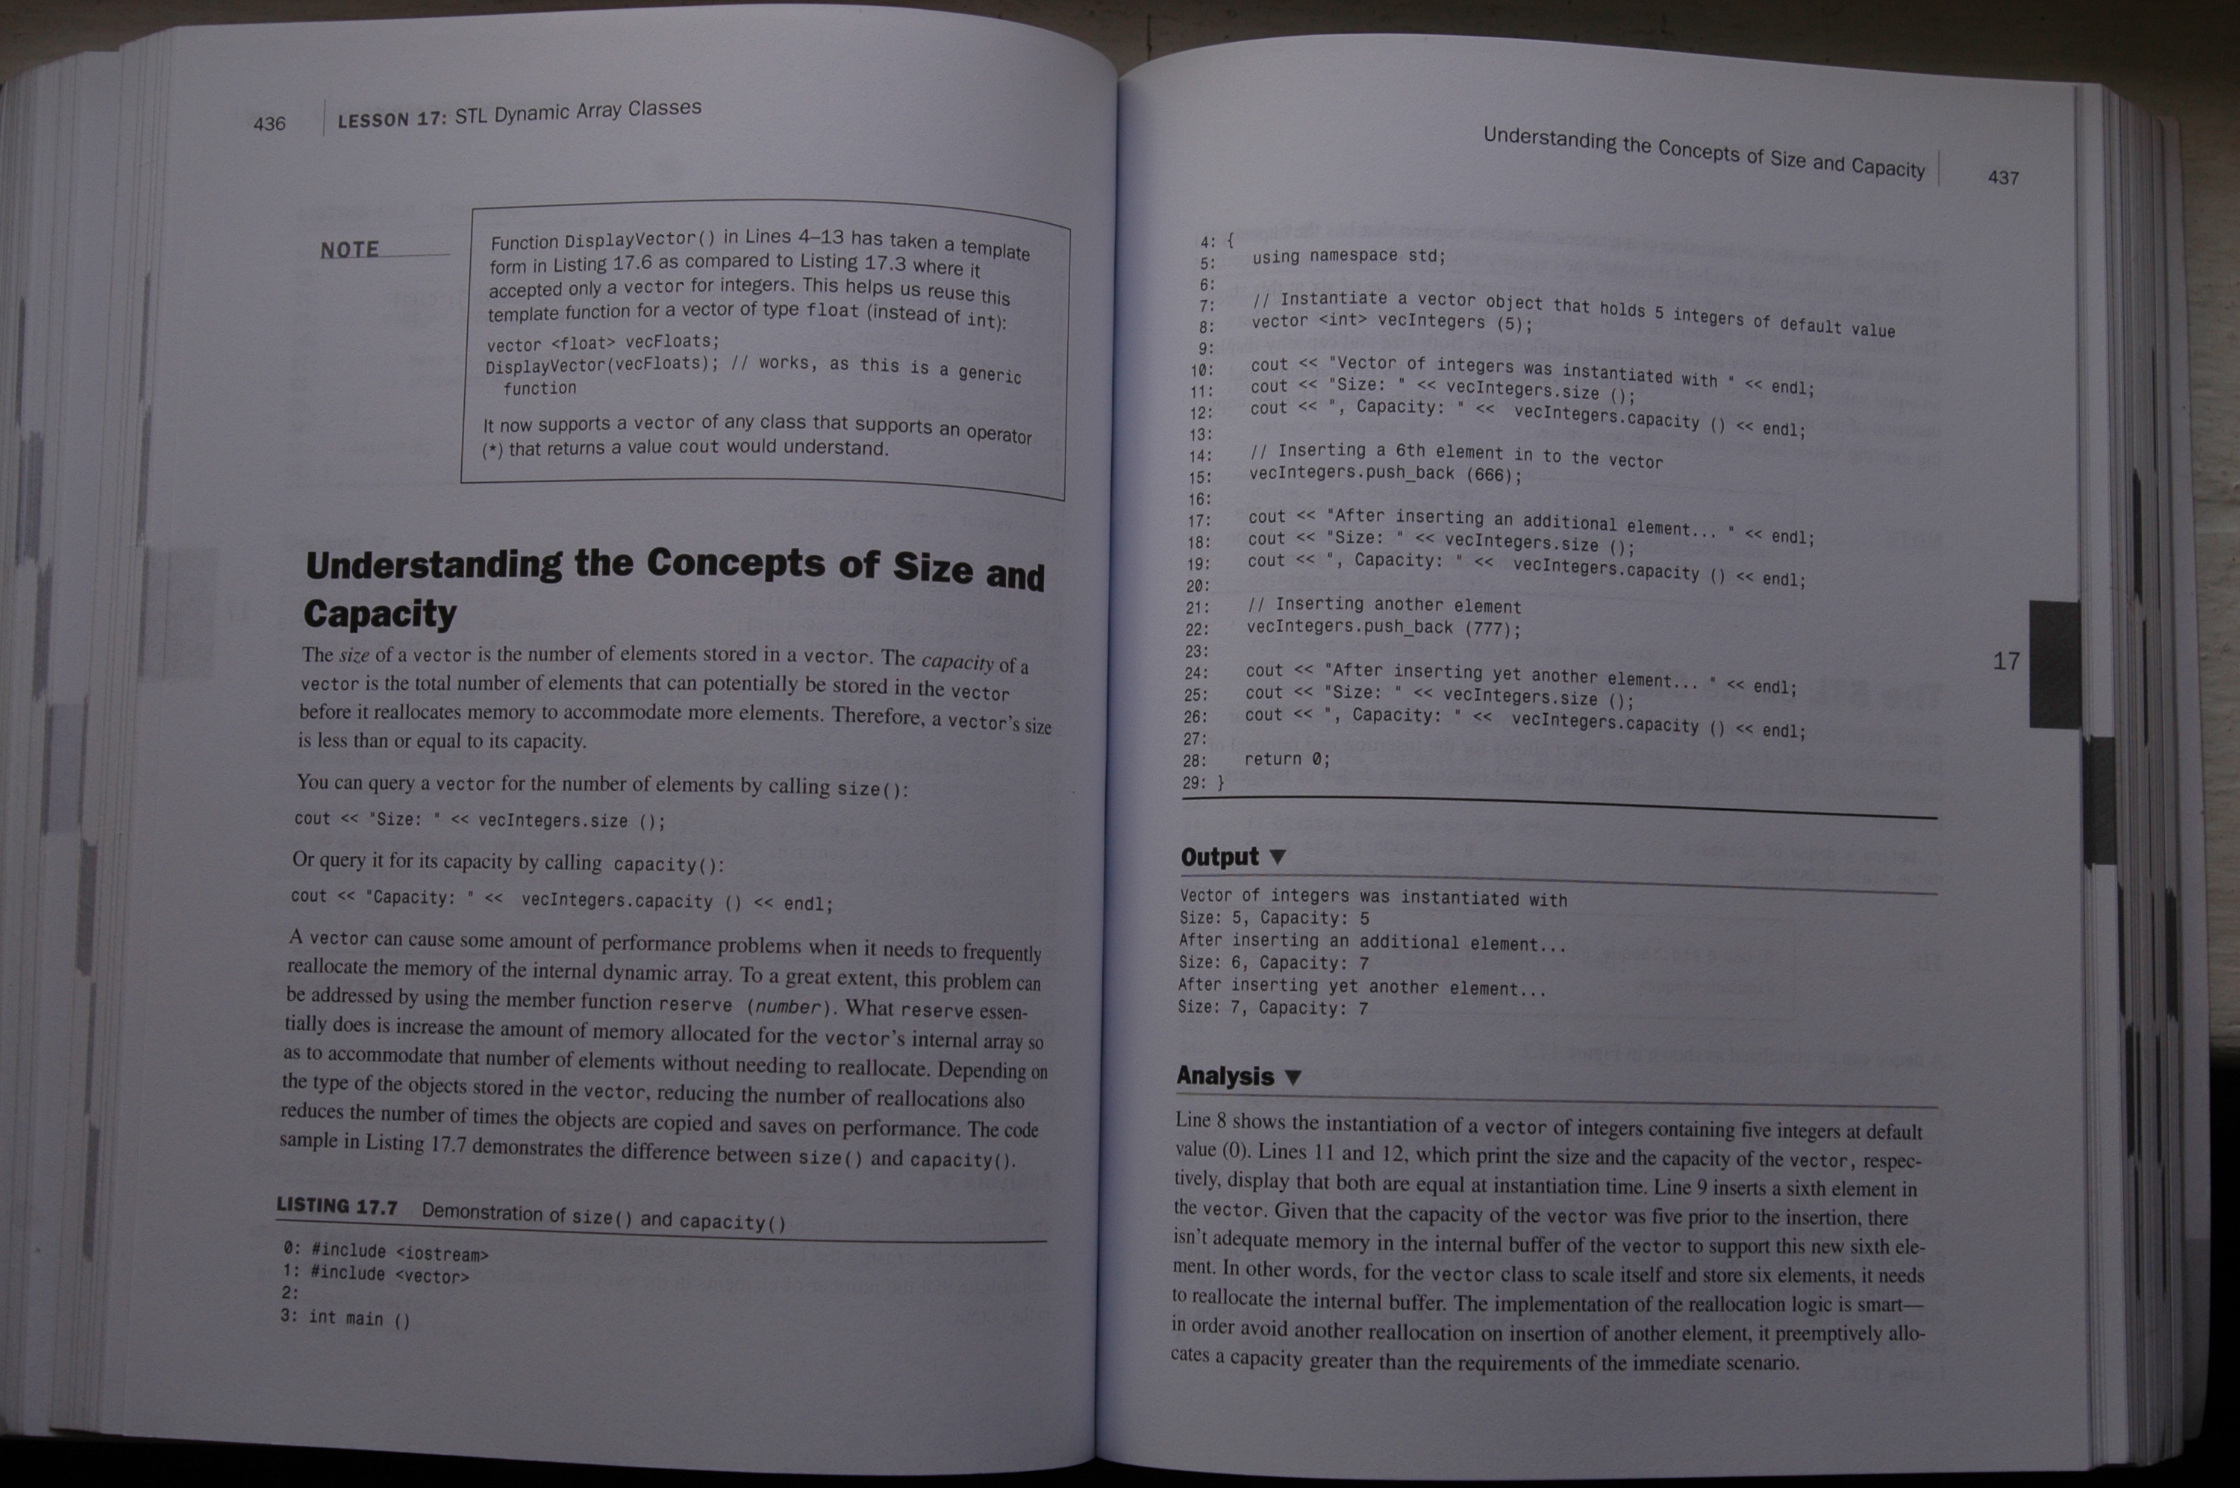 436 LESSON 17: STL Dynamic Array Classes
NOTE
Function DisplayVector() in Lines 4–13 has taken a template
form in Listing 17.6 as compared to Listing 17.3 where it
accepted only a vector for integers. This helps us reuse this
template function for a vector of type float (instead of int):
vector <float> vecFloats;
DisplayVector(vecFloats); // works, as this is a generic
function
It now supports a vector of any class that supports an operator
(*) that returns a value cout would understand.
Understanding the Concepts of Size and
Capacity
The size of a vector is the number of elements stored in a vector. The capacity of a
vector is the total number of elements that can potentially be stored in the vector
before it reallocates memory to accommodate more elements. Therefore, a vector's size
is less than or equal to its capacity.
You can query a vector for the number of elements by calling size():
cout << "Size: " << vecIntegers.size ();
Or query it for its capacity by calling capacity():
cout << "Capacity: " << vecIntegers.capacity () << endl;
A vector can cause some amount of performance problems when it needs to frequently
reallocate the memory of the internal dynamic array. To a great extent, this problem can
be addressed by using the member function reserve (number). What reserve essen-
tially does is increase the amount of memory allocated for the vector's internal array so
as to accommodate that number of elements without needing to reallocate. Depending on
the type of the objects stored in the vector, reducing the number of reallocations also
reduces the number of times the objects are copied and saves on performance. The code
sample in Listing 17.7 demonstrates the difference between size() and capacity().
LISTING 17.7 Demonstration of size() and capacity()
0: #include <iostream>
1: #include <vector>
2:
3: int main ()
Understanding the Concepts of Size and Capacity 437
4: {
5: using namespace std;
6:
7: // Instantiate a vector object that holds 5 integers of default value
8: vector <int> vecIntegers (5);
9:
10: cout << "Vector of integers was instantiated with " << endl;
11: cout << "Size: " << vecIntegers.size ();
12: cout << ", Capacity: " << vecIntegers.capacity () << endl;
13:
14: // Inserting a 6th element in to the vector
15: vecIntegers.push_back (666);
16:
17: cout << "After inserting an additional element... " << endl;
18: cout << "Size: " << vecIntegers.size ();
19: cout << ", Capacity: " << vecIntegers.capacity () << endl;
20:
21: // Inserting another element
22: vecIntegers.push_back (777);
23:
24: cout << "After inserting yet another element... " << endl;
25: cout << "Size: " << vecIntegers.size ();
26: cout << ", Capacity: " << vecIntegers.capacity () << endl;
27:
28: return 0;
29: }
17
Output ▼
Vector of integers was instantiated with
Size: 5, Capacity: 5
After inserting an additional element...
Size: 6, Capacity: 7
After inserting yet another element...
Size: 7, Capacity: 7
Analysis ▼
Line 8 shows the instantiation of a vector of integers containing five integers at default
value (0). Lines 11 and 12, which print the size and the capacity of the vector, respec-
tively, display that both are equal at instantiation time. Line 9 inserts a sixth element in
the vector. Given that the capacity of the vector was five prior to the insertion, there
isn't adequate memory in the internal buffer of the vector to support this new sixth ele-
ment. In other words, for the vector class to scale itself and store six elements, it needs
to reallocate the internal buffer. The implementation of the reallocation logic is smart—
in order avoid another reallocation on insertion of another element, it preemptively allo-
cates a capacity greater than the requirements of the immediate scenario.